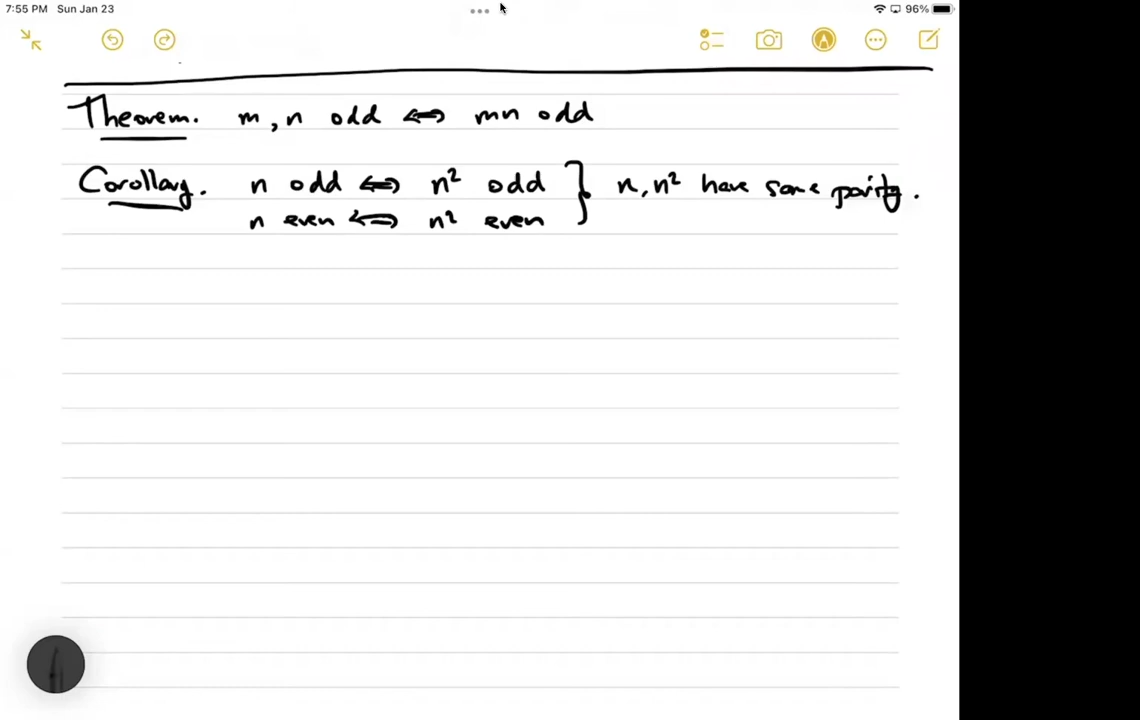 7:55 PM Sun Jan 23
96%
Theorem. m, n odd ⟺ mn odd
Corollary. n odd ⟺ n² odd } n, n² have same parity.
n even ⟺ n² even